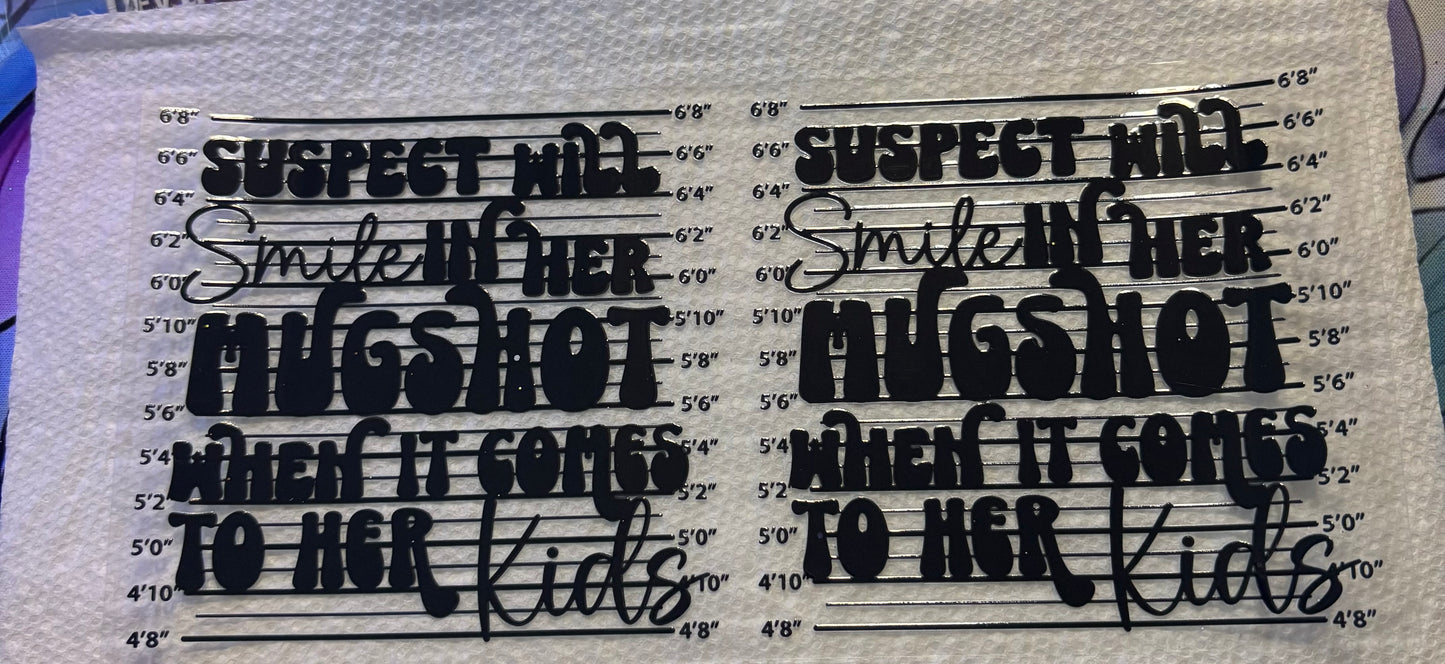 6'8" 6'8"
SUSPECT WILL
6'6" 6'6"
6'4" 6'4"
Smile IN HER
6'2" 6'2"
6'0 6'0"
MUGSHOT
5'10" 5'10"
5'8" 5'8"
5'6" 5'6"
WHEN IT COMES
5'4 5'4"
5'2" 5'2"
TO HER Kids
5'0" 5'0"
4'10" 10"
4'8" 4'8"
6'8" 6'8"
SUSPECT WILL
6'6" 6'6"
6'4" 6'4"
Smile IN HER
6'2" 6'2"
6'0 6'0"
MUGSHOT
5'10" 5'10"
5'8" 5'8"
5'6" 5'6"
WHEN IT COMES
5'4 5'4"
5'2 5'2"
TO HER Kids
5'0" 5'0"
4'10 10"
4'8" 4'8"